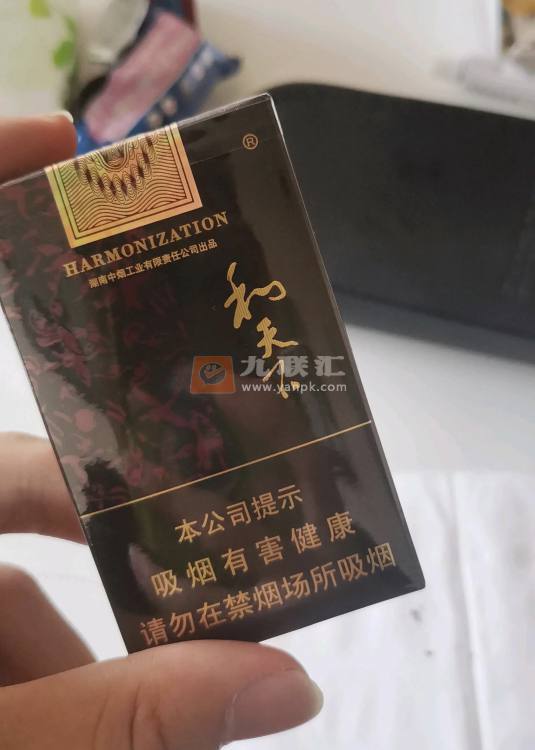 ®
HARMONIZATION
湖南中烟工业有限责任公司出品
和天下
九联汇
www.yanpk.com
本公司提示
吸烟有害健康
请勿在禁烟场所吸烟